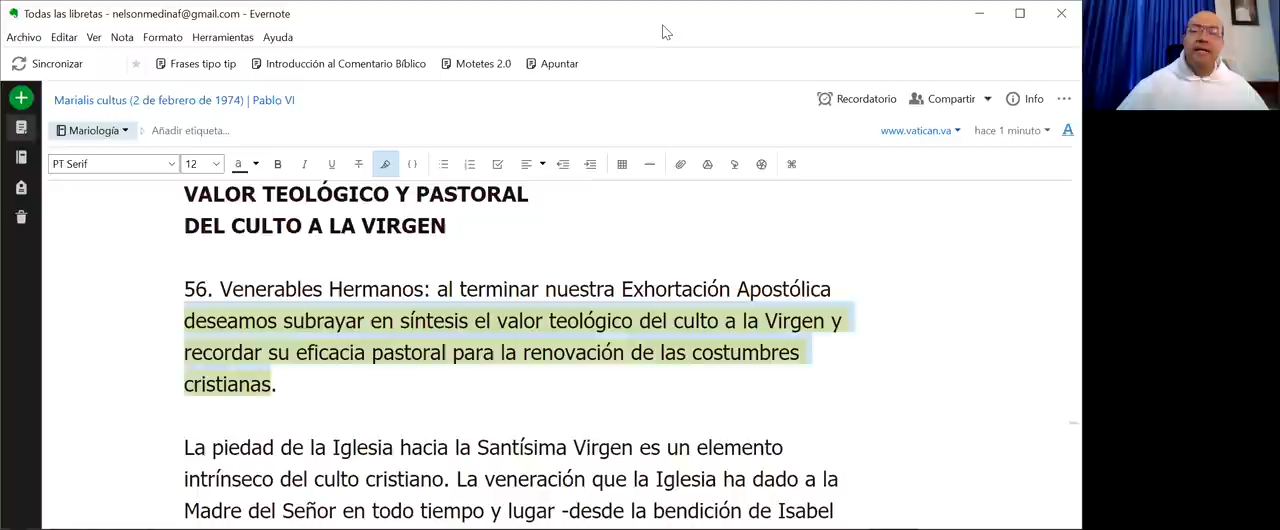 Todas las libretas - nelsonmedinaf@gmail.com - Evernote
Archivo Editar Ver Nota Formato Herramientas Ayuda
Sincronizar Frases tipo tip Introducción al Comentario Bíblico Motetes 2.0 Apuntar
Marialis cultus (2 de febrero de 1974) | Pablo VI Recordatorio Compartir Info
Mariología Añadir etiqueta... www.vatican.va hace 1 minuto A
PT Serif 12 a B I U T
VALOR TEOLÓGICO Y PASTORAL
DEL CULTO A LA VIRGEN
56. Venerables Hermanos: al terminar nuestra Exhortación Apostólica
deseamos subrayar en síntesis el valor teológico del culto a la Virgen y
recordar su eficacia pastoral para la renovación de las costumbres
cristianas.
La piedad de la Iglesia hacia la Santísima Virgen es un elemento
intrínseco del culto cristiano. La veneración que la Iglesia ha dado a la
Madre del Señor en todo tiempo y lugar -desde la bendición de Isabel